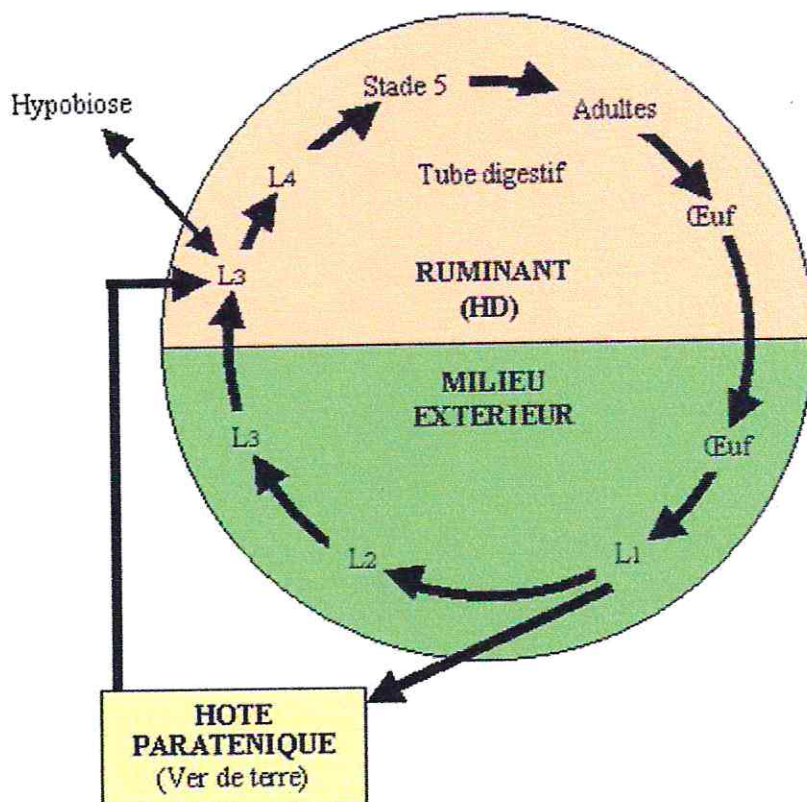 Stade 5
Adultes
Hypobiose
L4
Tube digestif
Œuf
L3
RUMINANT
(HD)
MILIEU
EXTERIEUR
L3
Œuf
L2
L1
HOTE
PARATENIQUE
(Ver de terre)